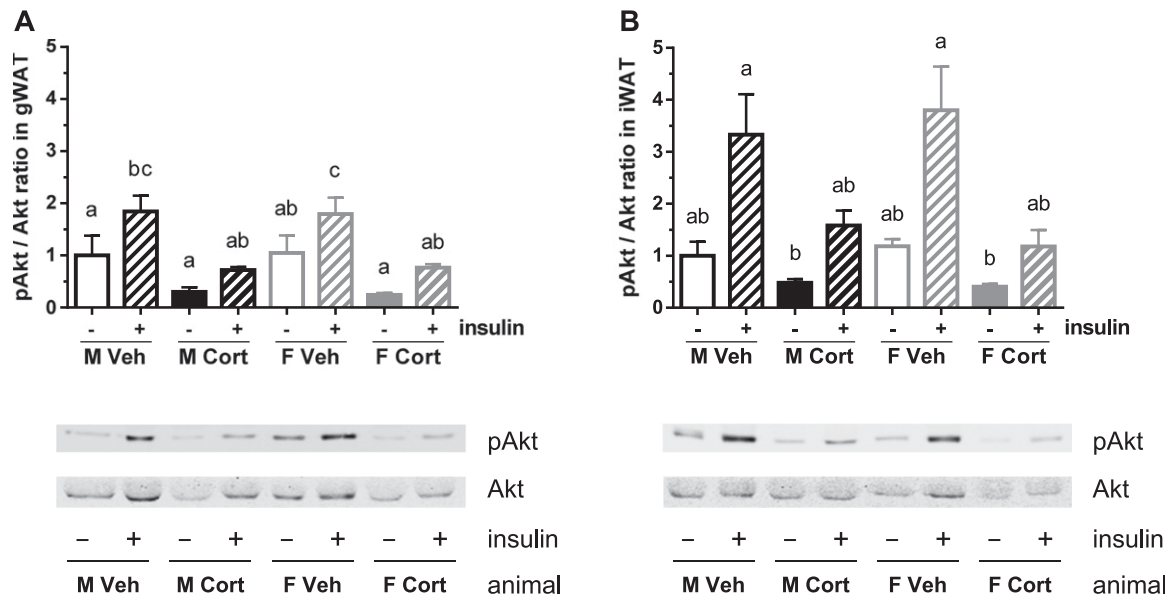 A
pAkt / Akt ratio in gWAT
5
4
3
2
1
0
a
bc
a
ab
ab
c
a
ab
- + - + - + - + insulin
M Veh M Cort F Veh F Cort
pAkt
Akt
– + – + – + – + insulin
M Veh M Cort F Veh F Cort animal
B
pAkt / Akt ratio in iWAT
5
4
3
2
1
0
ab
a
b
ab
ab
a
b
ab
- + - + - + - + insulin
M Veh M Cort F Veh F Cort
pAkt
Akt
– + – + – + – + insulin
M Veh M Cort F Veh F Cort animal